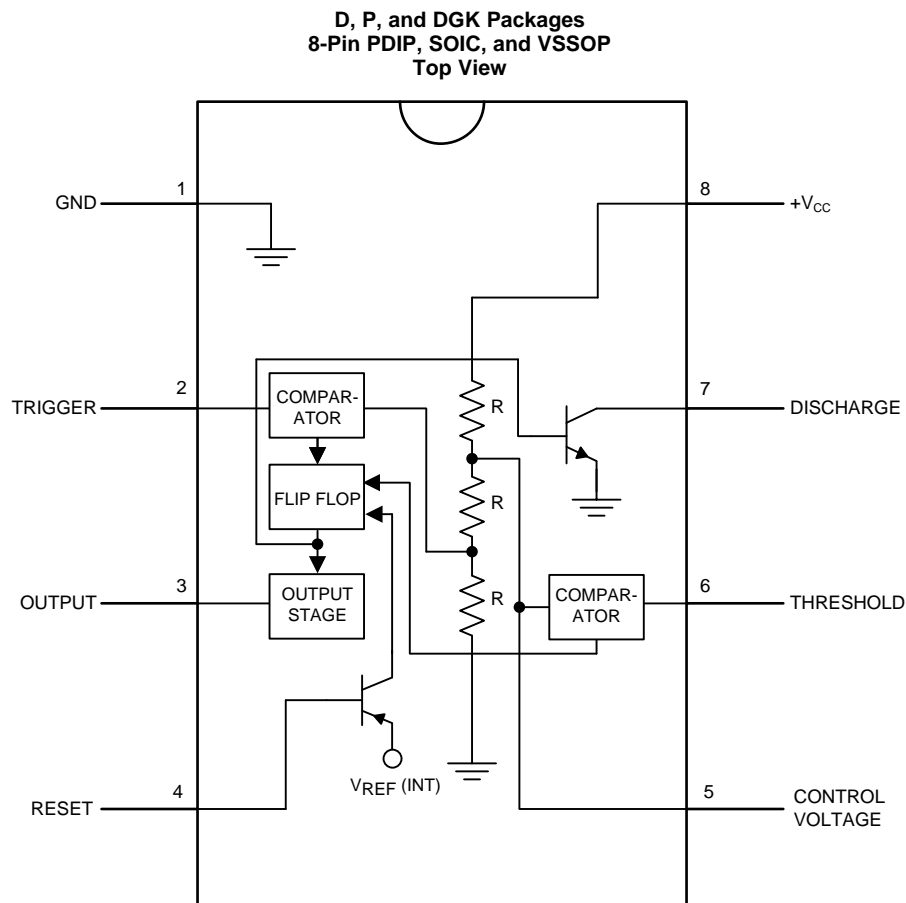 D, P, and DGK Packages
8-Pin PDIP, SOIC, and VSSOP
Top View
1
GND
8
+VCC
2
TRIGGER
COMPAR-
ATOR
R
7
DISCHARGE
FLIP FLOP
R
3
OUTPUT
OUTPUT
STAGE
R
COMPAR-
ATOR
6
THRESHOLD
VREF (INT)
4
RESET
5
CONTROL
VOLTAGE